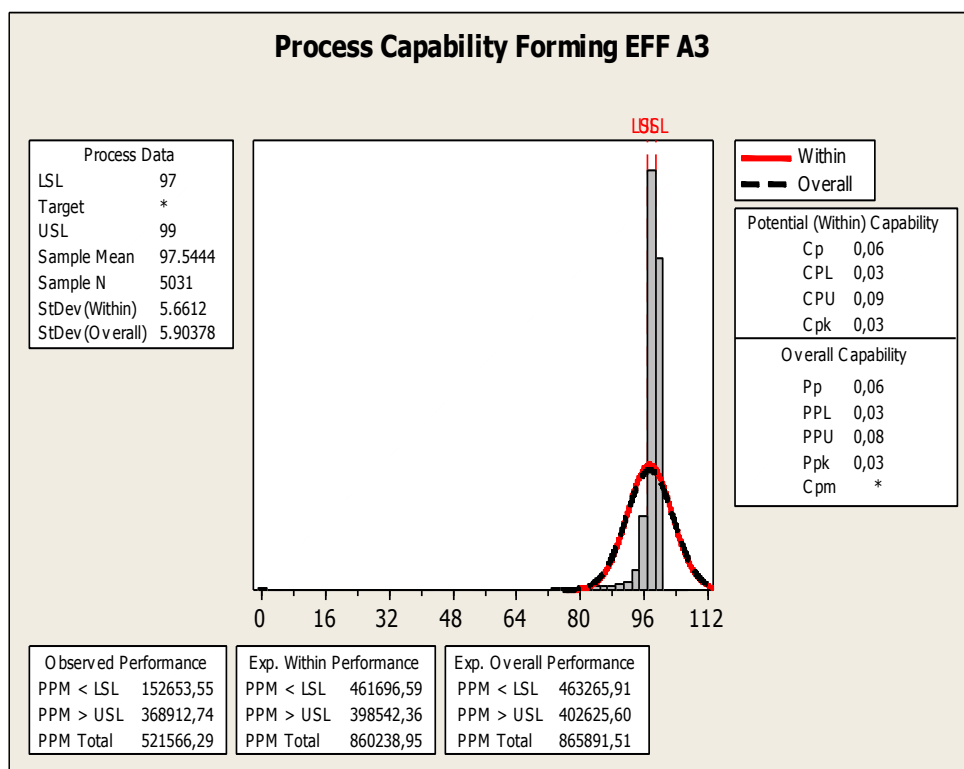 Process Capability Forming EFF A3
LSL USL
Process Data
LSL 97
Target *
USL 99
Sample Mean 97.5444
Sample N 5031
StDev(Within) 5.6612
StDev(Overall) 5.90378
Within
Overall
Potential (Within) Capability
Cp 0,06
CPL 0,03
CPU 0,09
Cpk 0,03
Overall Capability
Pp 0,06
PPL 0,03
PPU 0,08
Ppk 0,03
Cpm *
0 16 32 48 64 80 96 112
Observed Performance
PPM < LSL 152653,55
PPM > USL 368912,74
PPM Total 521566,29
Exp. Within Performance
PPM < LSL 461696,59
PPM > USL 398542,36
PPM Total 860238,95
Exp. Overall Performance
PPM < LSL 463265,91
PPM > USL 402625,60
PPM Total 865891,51